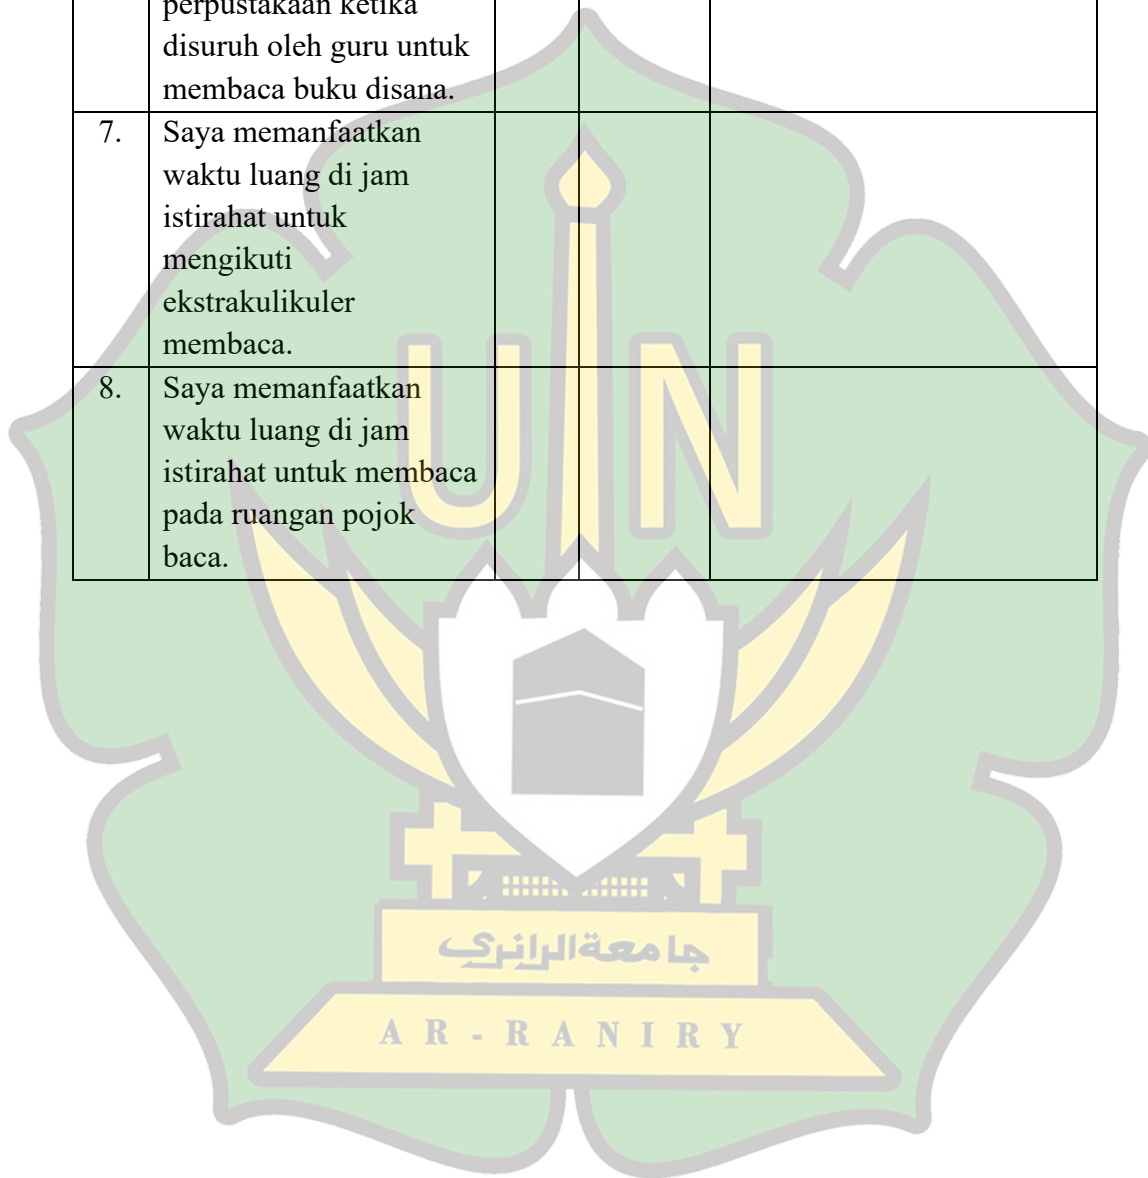 perpustakaan ketika
disuruh oleh guru untuk
membaca buku disana.
7. Saya memanfaatkan
waktu luang di jam
istirahat untuk
mengikuti
ekstrakulikuler
membaca.
8. Saya memanfaatkan
waktu luang di jam
istirahat untuk membaca
pada ruangan pojok
baca.
UIN
جامعةالرانري
AR-RANIRY